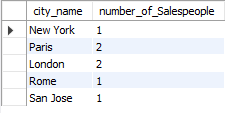 city_name number_of_Salespeople
New York 1
Paris 2
London 2
Rome 1
San Jose 1